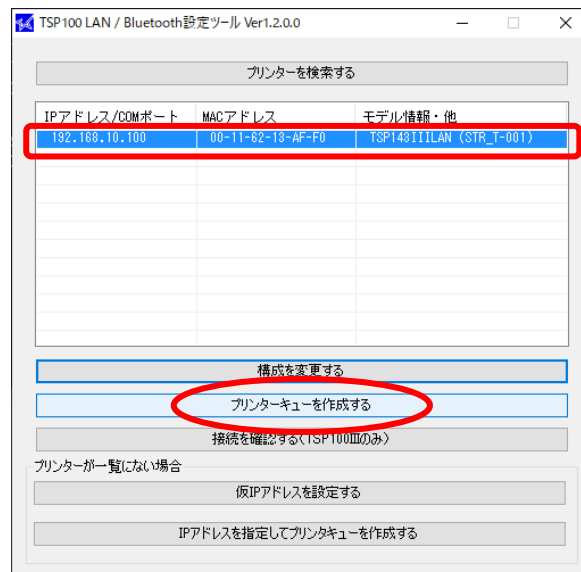 TSP100 LAN / Bluetooth設定ツール Ver1.2.0.0
プリンターを検索する
IPアドレス/COMポート MACアドレス モデル情報・他
192.168.10.100 00-11-62-13-AF-F0 TSP143IIILAN (STR_T-001)
構成を変更する
プリンターキューを作成する
接続を確認する(TSP100Ⅲのみ)
プリンターが一覧にない場合
仮IPアドレスを設定する
IPアドレスを指定してプリンタキューを作成する